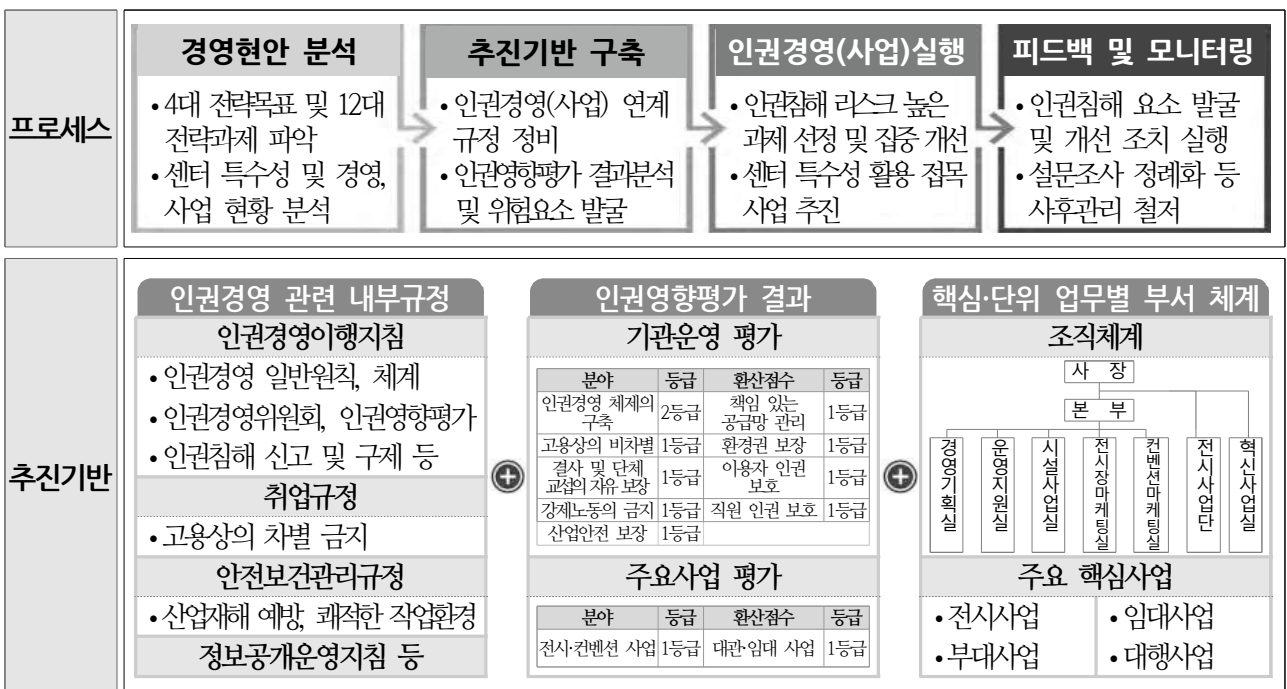 프로세스
경영현안 분석
•4대 전략목표 및 12대
전략과제 파악
•센터 특수성 및 경영,
사업 현황 분석
추진기반 구축
•인권경영(사업) 연계
규정 정비
•인권영향평가 결과분석
및 위험요소 발굴
인권경영(사업)실행
•인권침해 리스크 높은
과제 선정 및 집중 개선
•센터 특수성 활용 접목
사업 추진
피드백 및 모니터링
•인권침해 요소 발굴
및 개선 조치 실행
•설문조사 정례화 등
사후관리 철저
추진기반
인권경영 관련 내부규정
인권경영이행지침
•인권경영 일반원칙, 체계
•인권경영위원회, 인권영향평가
•인권침해 신고 및 구제 등
취업규정
•고용상의 차별 금지
안전보건관리규정
•산업재해 예방, 쾌적한 작업환경
정보공개운영지침 등
인권영향평가 결과
기관운영 평가
분야 등급 환산점수 등급
인권경영 체제의
구축 2등급 책임 있는
공급망 관리 1등급
고용상의 비차별 1등급 환경권 보장 1등급
결사 및 단체
교섭의 자유 보장 1등급 이용자 인권
보호 1등급
강제노동의 금지 1등급 직원 인권 보호 1등급
산업안전 보장 1등급
주요사업 평가
분야 등급 환산점수 등급
전시·컨벤션 사업 1등급 대관·임대 사업 1등급
핵심·단위 업무별 부서 체계
조직체계
사 장
본 부
경영기획실
운영지원실
시설사업실
전시장마케팅실
컨벤션마케팅실
전시사업단
혁신사업실
주요 핵심사업
•전시사업 •임대사업
•부대사업 •대행사업